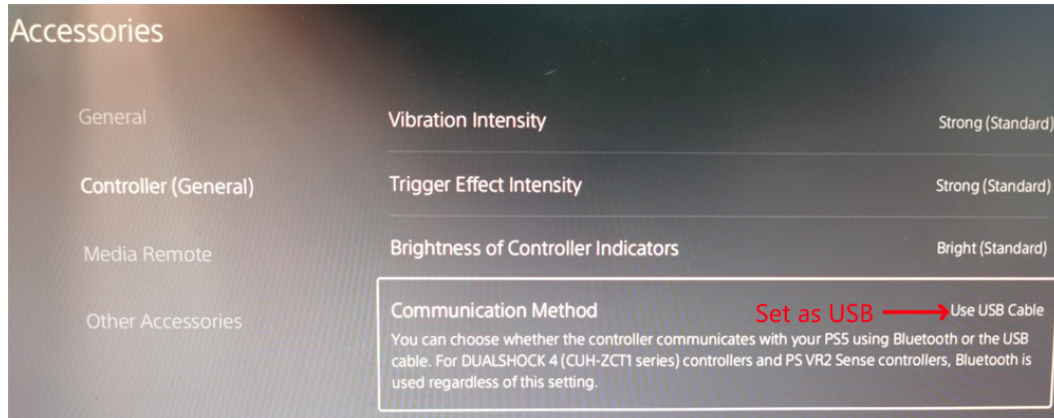 Accessories
General
Vibration Intensity
Strong (Standard)
Controller (General)
Trigger Effect Intensity
Strong (Standard)
Media Remote
Brightness of Controller Indicators
Bright (Standard)
Other Accessories
Communication Method
Set as USB
Use USB Cable
You can choose whether the controller communicates with your PS5 using Bluetooth or the USB
cable. For DUALSHOCK 4 (CUH-ZCT1 series) controllers and PS VR2 Sense controllers, Bluetooth is
used regardless of this setting.